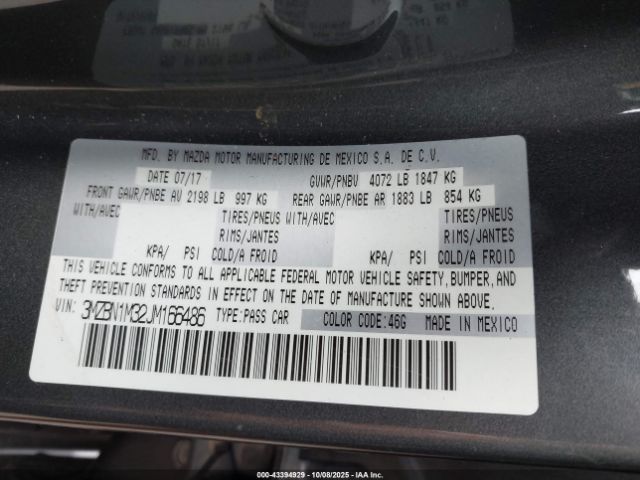 MFD. BY MAZDA MOTOR MANUFACTURING DE MEXICO S.A. DE C.V.
DATE 07/17 GVWR/PNBV 4072 LB 1847 KG
FRONT GAWR/PNBE AV 2198 LB 997 KG REAR GAWR/PNBE AR 1883 LB 854 KG
WITH/AVEC TIRES/PNEUS WITH/AVEC TIRES/PNEUS
RIMS/JANTES RIMS/JANTES
KPA/ PSI COLD/A FROID KPA/ PSI COLD/A FROID
THIS VEHICLE CONFORMS TO ALL APPLICABLE FEDERAL MOTOR VEHICLE SAFETY, BUMPER, AND
THEFT PREVENTION STANDARDS IN EFFECT ON THE DATE OF MANUFACTURE SHOWN ABOVE.
VIN: 3MZBN1M32JM166486 TYPE:PASS CAR COLOR CODE:46G MADE IN MEXICO
00-43394929 - 10/08/2025 - IAA Inc.